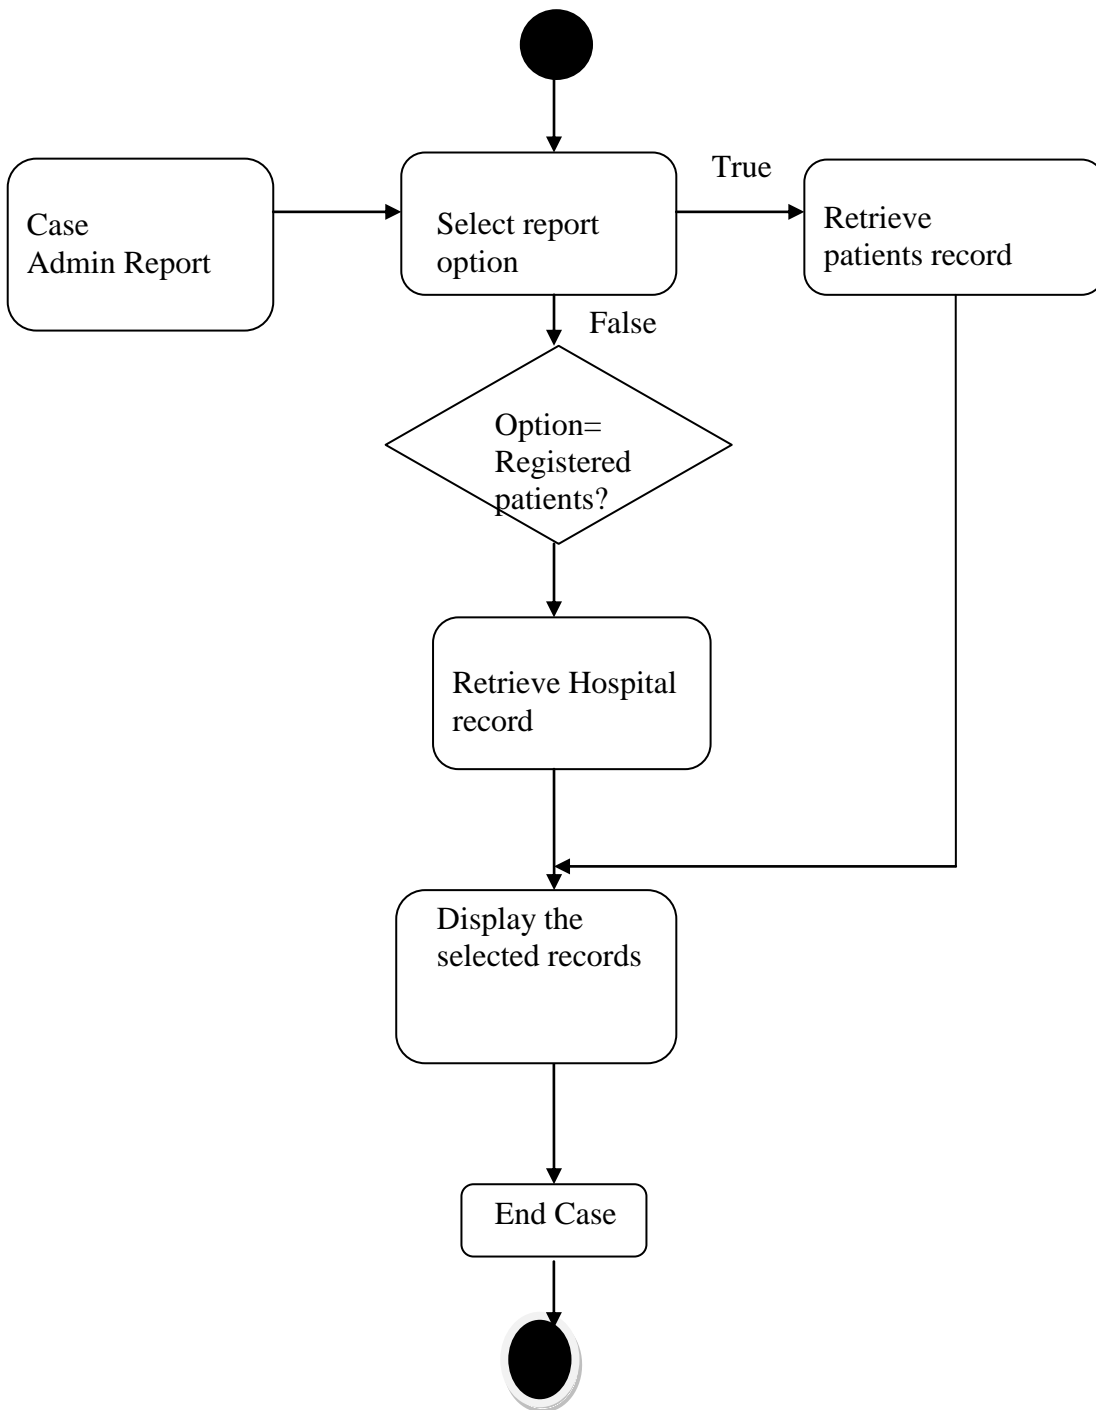 True
Case
Admin Report
Select report
option
Retrieve
patients record
False
Option=
Registered
patients?
Retrieve Hospital
record
Display the
selected records
End Case